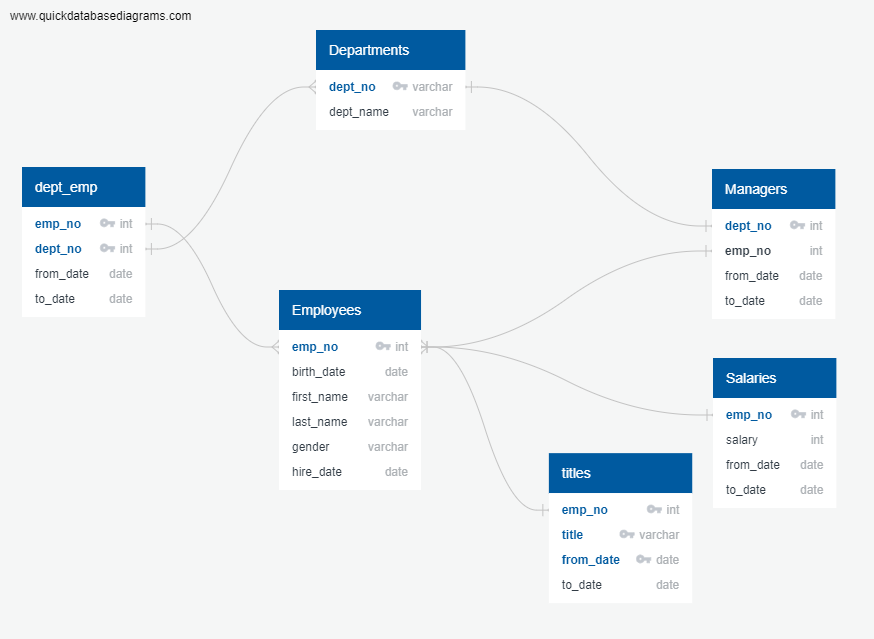 www.quickdatabasediagrams.com
Departments
dept_no varchar
dept_name varchar
dept_emp
emp_no int
dept_no int
from_date date
to_date date
Managers
dept_no int
emp_no int
from_date date
to_date date
Employees
emp_no int
birth_date date
first_name varchar
last_name varchar
gender varchar
hire_date date
Salaries
emp_no int
salary int
from_date date
to_date date
titles
emp_no int
title varchar
from_date date
to_date date